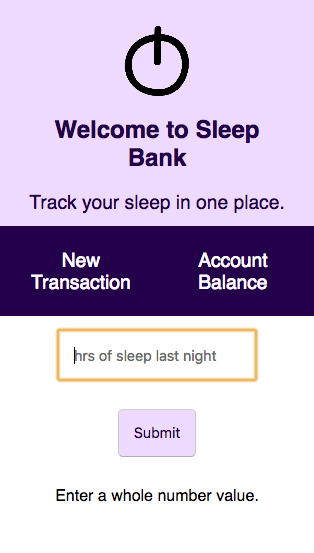 Welcome to Sleep
Bank
Track your sleep in one place.
New
Transaction
Account
Balance
hrs of sleep last night
Submit
Enter a whole number value.